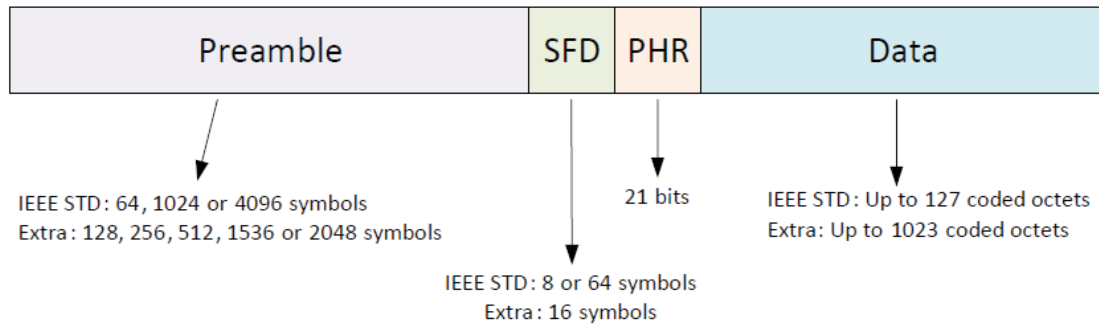 Preamble
SFD
PHR
Data
IEEE STD: 64, 1024 or 4096 symbols
Extra: 128, 256, 512, 1536 or 2048 symbols
21 bits
IEEE STD: Up to 127 coded octets
Extra: Up to 1023 coded octets
IEEE STD: 8 or 64 symbols
Extra: 16 symbols